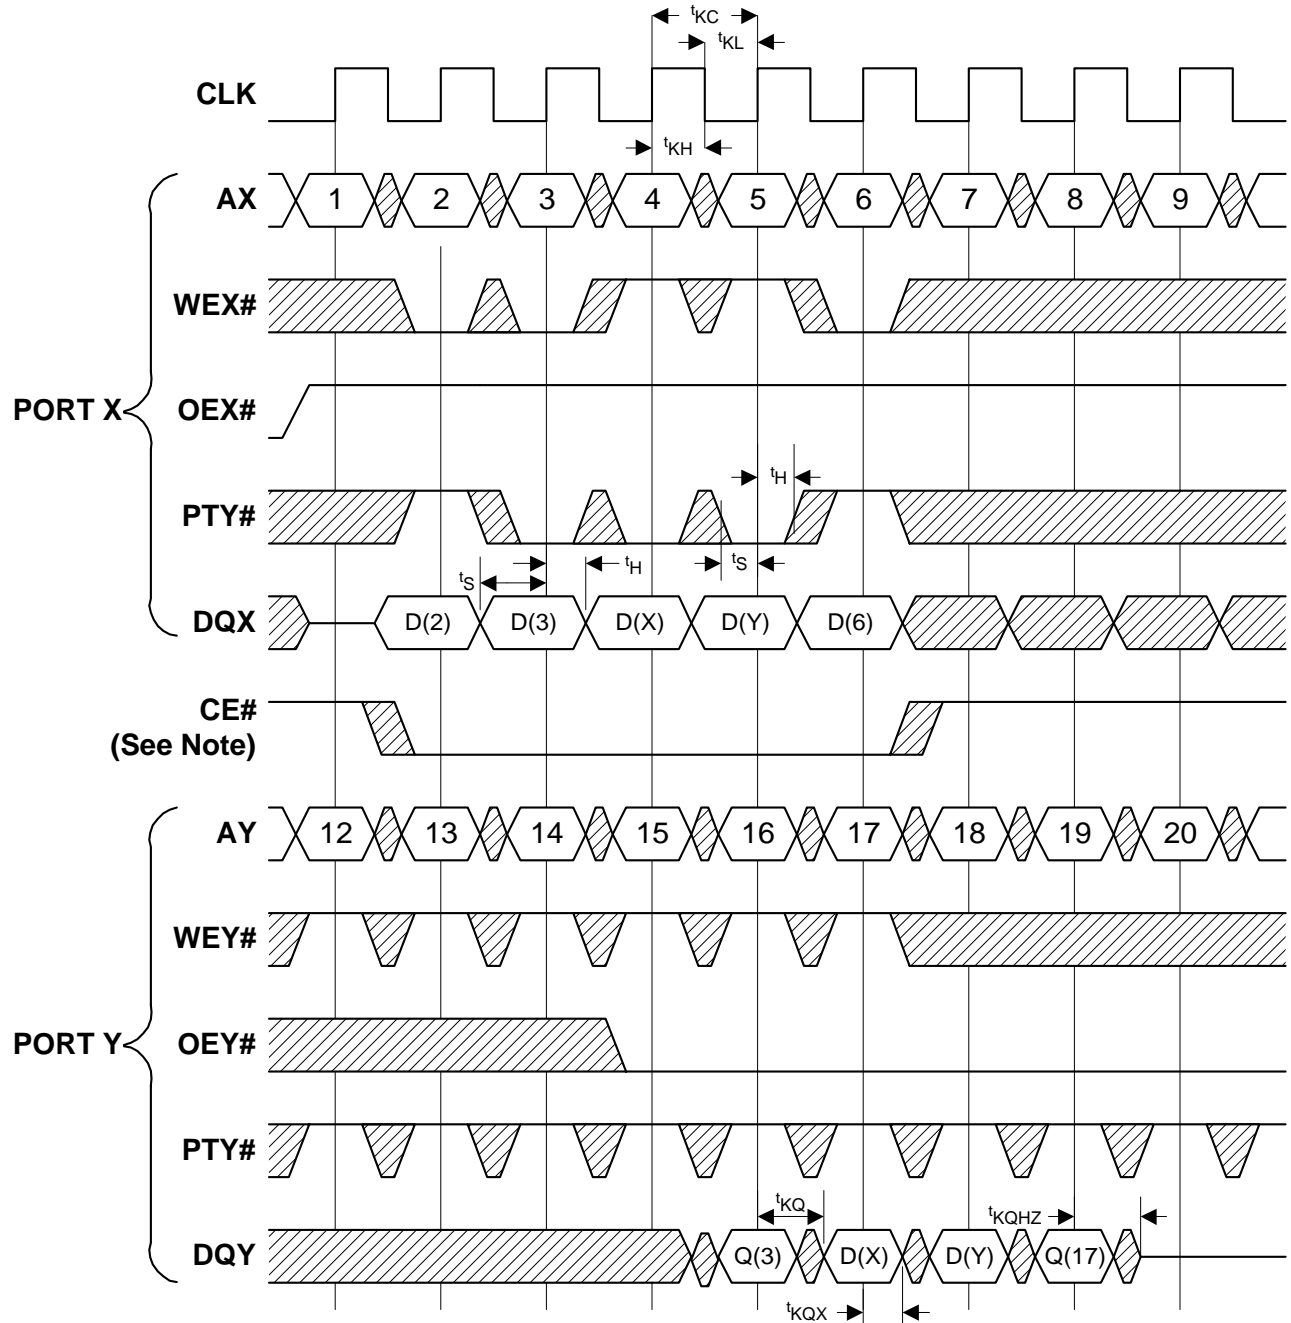 tKC
tKL
CLK
tKH
AX 1 2 3 4 5 6 7 8 9
WEX#
PORT X OEX#
tH
PTY#
tS tH tS
DQX D(2) D(3) D(X) D(Y) D(6)
CE#
(See Note)
AY 12 13 14 15 16 17 18 19 20
WEY#
PORT Y OEY#
PTY#
tKQ tKQHZ
DQY Q(3) D(X) D(Y) Q(17)
tKQX